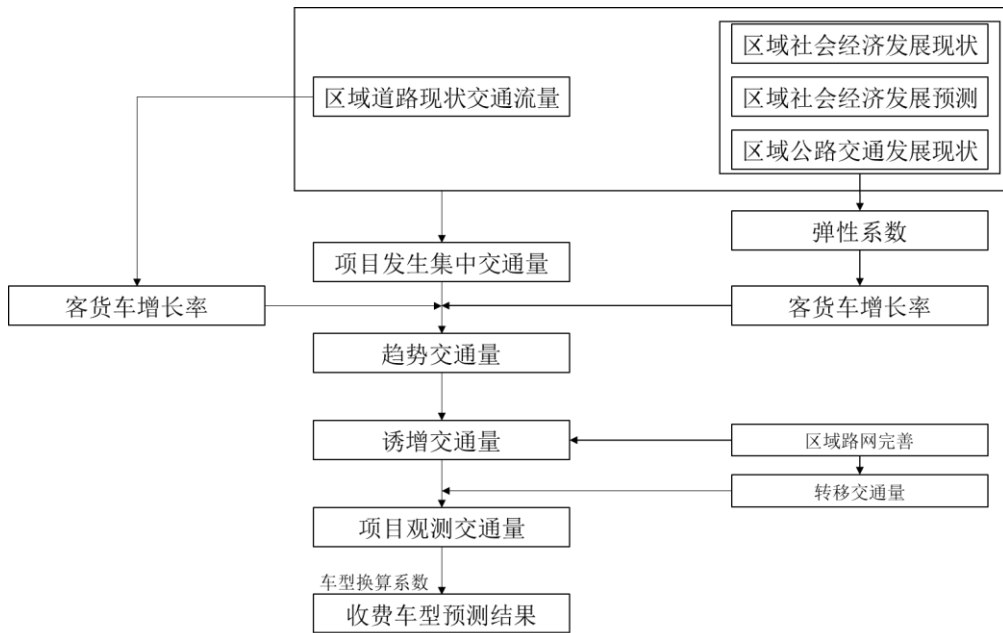 区域社会经济发展现状
区域道路现状交通流量
区域社会经济发展预测
区域公路交通发展现状
弹性系数
项目发生集中交通量
客货车增长率
客货车增长率
趋势交通量
诱增交通量
区域路网完善
转移交通量
项目观测交通量
车型换算系数
收费车型预测结果